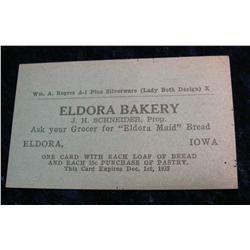 Wm. A. Rogers A-1 Plus Silverware (Lady Beth Design) X
ELDORA BAKERY
J. H. SCHNEIDER, Prop.
Ask your Grocer for "Eldora Maid" Bread
ELDORA, IOWA
ONE CARD WITH EACH LOAF OF BREAD
AND EACH 15c PURCHASE OF PASTRY.
This Card Expires Dec. 1st, 1935